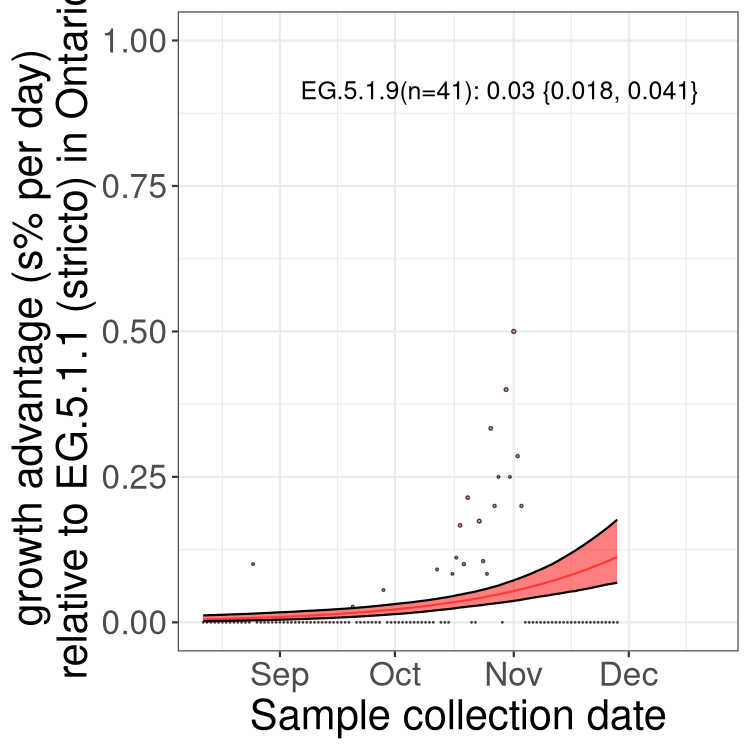 growth advantage (s% per day)
relative to EG.5.1.1 (stricto) in Ontario
1.00
0.75
0.50
0.25
0.00
EG.5.1.9(n=41): 0.03 {0.018, 0.041}
Sep Oct Nov Dec
Sample collection date